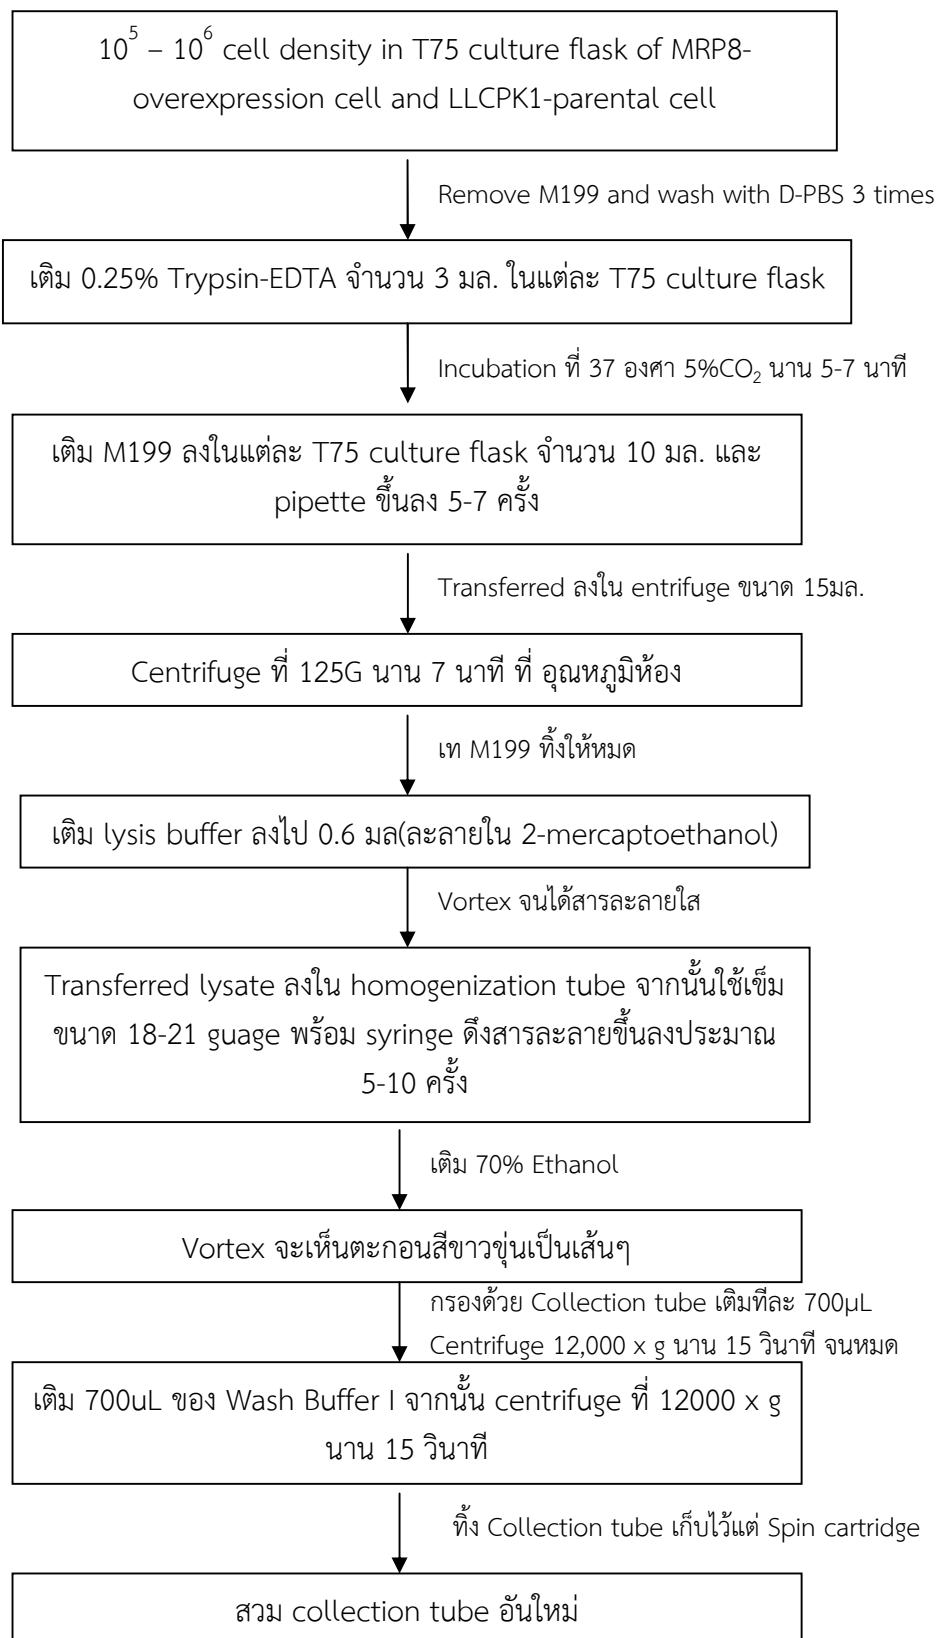 10⁵ – 10⁶ cell density in T75 culture flask of MRP8-
overexpression cell and LLCPK1-parental cell
Remove M199 and wash with D-PBS 3 times
เติม 0.25% Trypsin-EDTA จำนวน 3 มล. ในแต่ละ T75 culture flask
Incubation ที่ 37 องศา 5%CO₂ นาน 5-7 นาที
เติม M199 ลงในแต่ละ T75 culture flask จำนวน 10 มล. และ
pipette ขึ้นลง 5-7 ครั้ง
Transferred ลงใน entrifuge ขนาด 15มล.
Centrifuge ที่ 125G นาน 7 นาที ที่ อุณหภูมิห้อง
เท M199 ทิ้งให้หมด
เติม lysis buffer ลงไป 0.6 มล(ละลายใน 2-mercaptoethanol)
Vortex จนได้สารละลายใส
Transferred lysate ลงใน homogenization tube จากนั้นใช้เข็ม
ขนาด 18-21 guage พร้อม syringe ดึงสารละลายขึ้นลงประมาณ
5-10 ครั้ง
เติม 70% Ethanol
Vortex จะเห็นตะกอนสีขาวขุ่นเป็นเส้นๆ
กรองด้วย Collection tube เติมทีละ 700µL
Centrifuge 12,000 x g นาน 15 วินาที จนหมด
เติม 700uL ของ Wash Buffer I จากนั้น centrifuge ที่ 12000 x g
นาน 15 วินาที
ทิ้ง Collection tube เก็บไว้แต่ Spin cartridge
สวม collection tube อันใหม่